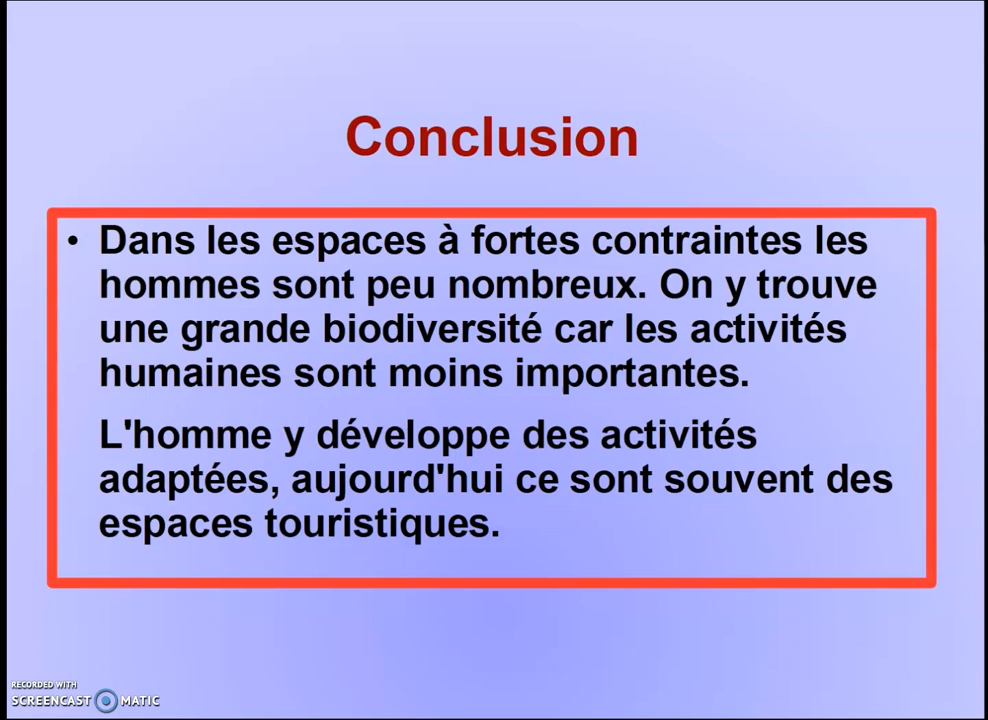 Conclusion
• Dans les espaces à fortes contraintes les
hommes sont peu nombreux. On y trouve
une grande biodiversité car les activités
humaines sont moins importantes.
L'homme y développe des activités
adaptées, aujourd'hui ce sont souvent des
espaces touristiques.
RECORDED WITH
SCREENCAST MATIC